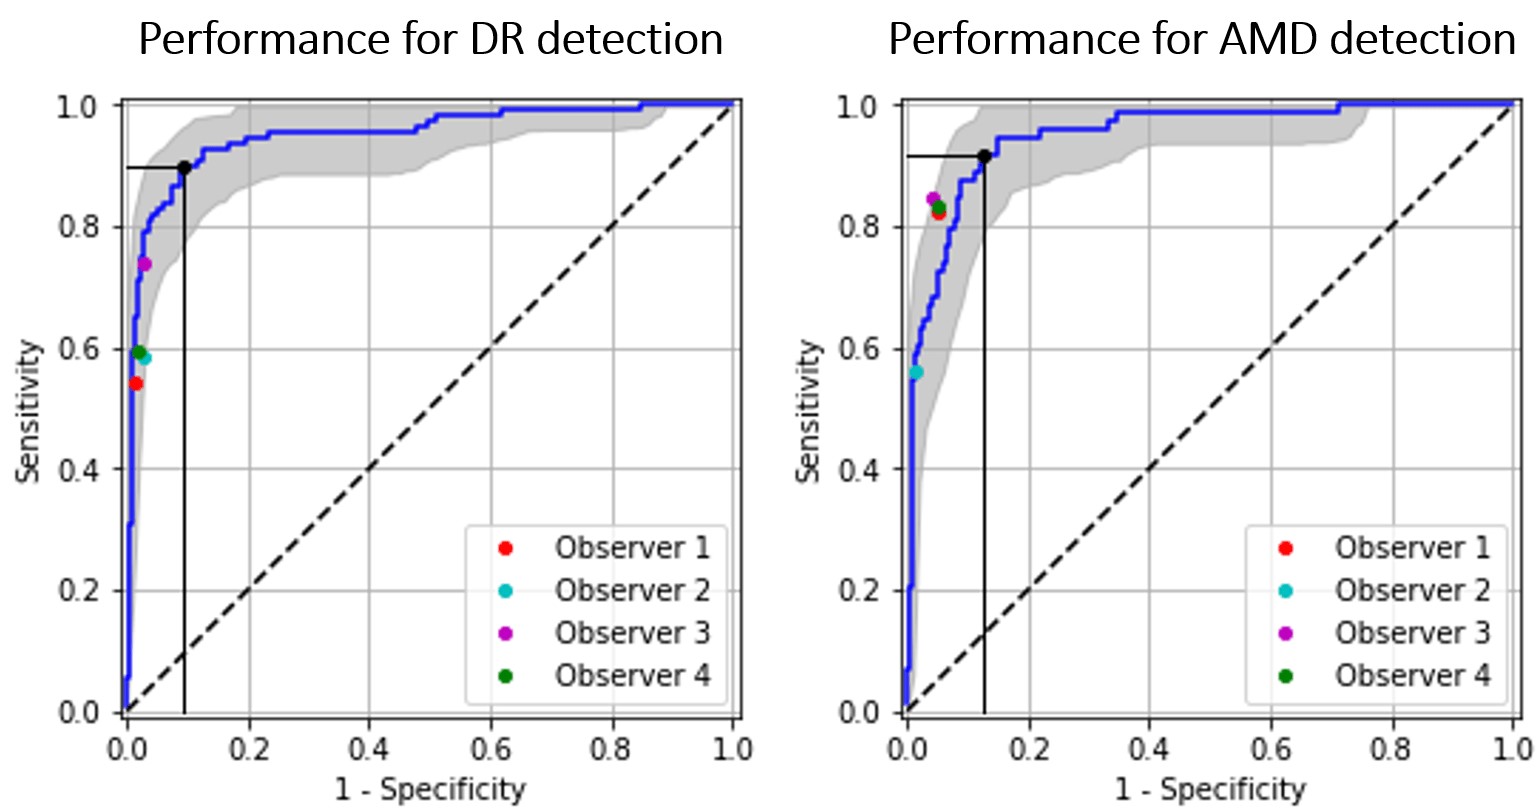 Performance for DR detection
1.0
0.8
0.6
0.4
0.2
0.0
Sensitivity
0.0 0.2 0.4 0.6 0.8 1.0
1 - Specificity
Observer 1
Observer 2
Observer 3
Observer 4
Performance for AMD detection
1.0
0.8
0.6
0.4
0.2
0.0
Sensitivity
0.0 0.2 0.4 0.6 0.8 1.0
1 - Specificity
Observer 1
Observer 2
Observer 3
Observer 4